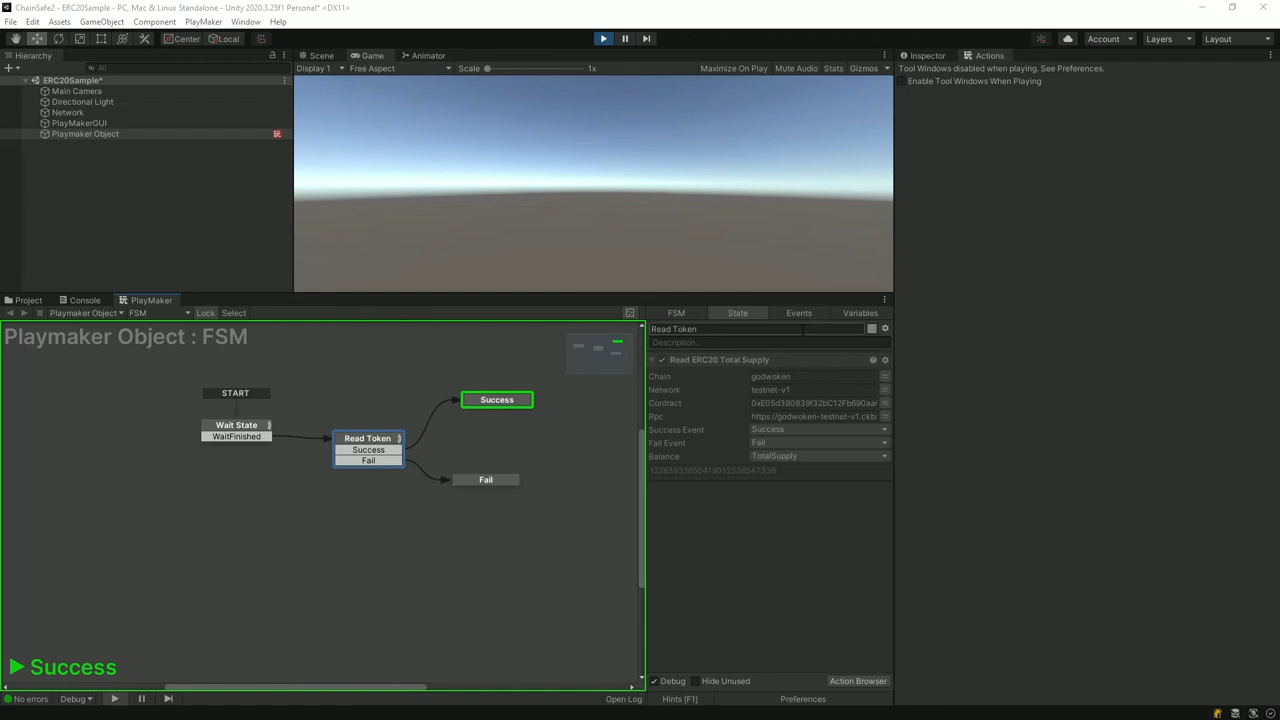 ChainSafe2 - ERC20Sample - PC, Mac & Linux Standalone - Unity 2020.3.25f1 Personal* <DX11>
File Edit Assets GameObject Component PlayMaker Window Help
Center Local Account Layers Layout
Hierarchy
All
ERC20Sample*
Main Camera
Directional Light
Network
PlayMakerGUI
Playmaker Object
Scene Game Animator
Display 1 Free Aspect Scale 1x Maximize On Play Mute Audio Stats Gizmos
Inspector Actions
Tool Windows disabled when playing. See Preferences.
Enable Tool Windows When Playing
Project Console PlayMaker
Playmaker Object FSM Lock Select
Playmaker Object : FSM
START
Wait State
WaitFinished
Read Token
Success
Fail
Success
Fail
Success
No errors Debug Open Log
FSM State Events Variables
Read Token
Description...
Read ERC20 Total Supply
Chain godwoken
Network testnet-v1
Contract
Rpc https://godwoken-testnet-v1.ckba
Success Event Success
Fail Event Fail
Balance TotalSupply
Debug Hide Unused Action Browser
Hints [F1] Preferences